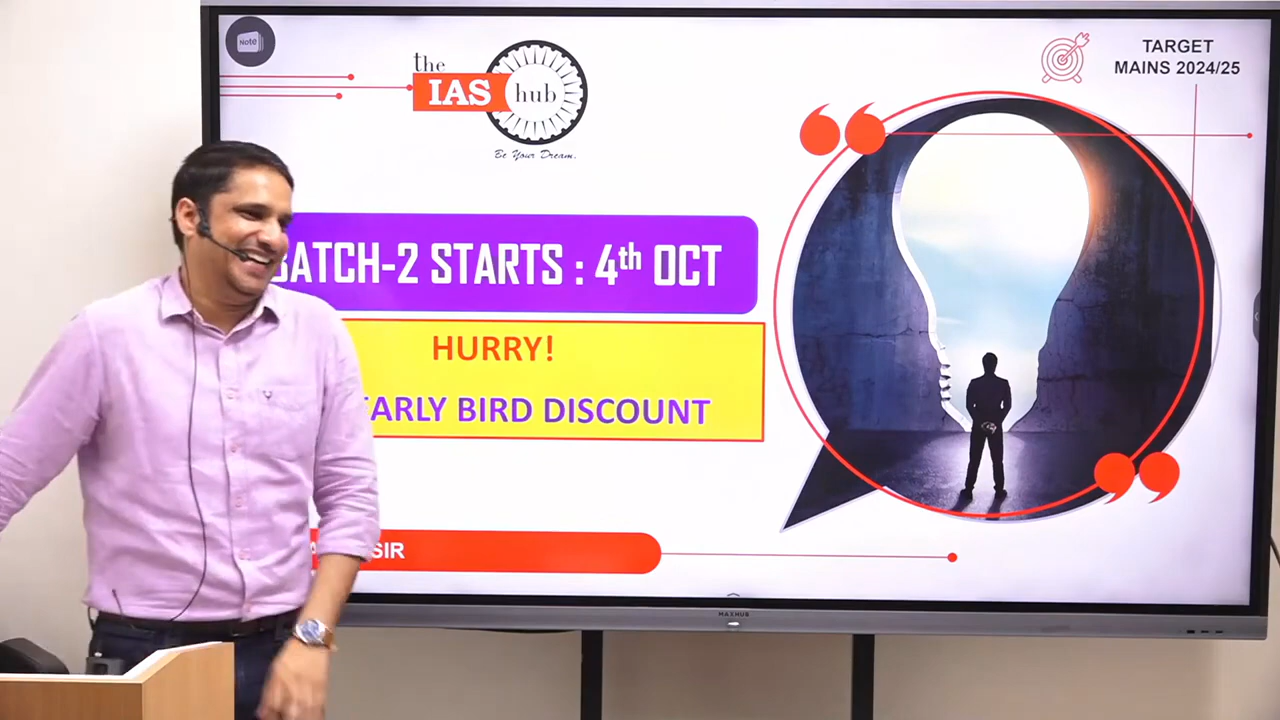 Note
the
IAS hub
Be Your Dream.
TARGET
MAINS 2024/25
BATCH-2 STARTS : 4th OCT
HURRY!
EARLY BIRD DISCOUNT
SIR
MAXHUB